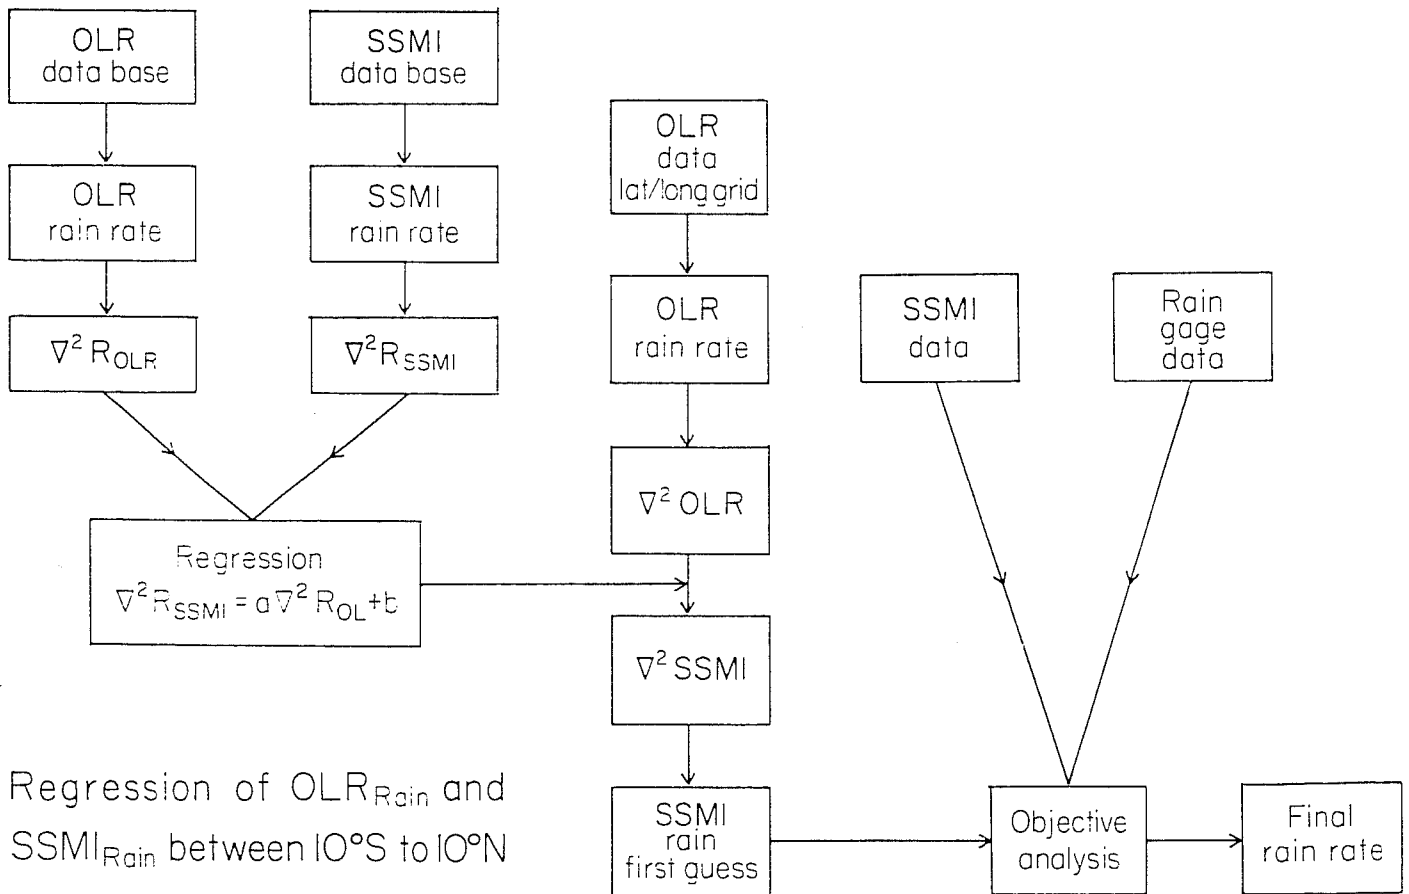 OLR
data base
SSMI
data base
OLR
rain rate
SSMI
rain rate
∇² R_OLR
∇² R_SSMI
Regression
∇² R_SSMI = a ∇² R_OL + b
OLR
data
lat/long grid
OLR
rain rate
∇² OLR
∇² SSMI
SSMI
rain
first guess
SSMI
data
Rain
gage
data
Objective
analysis
Final
rain rate
Regression of OLR_Rain and
SSMI_Rain between 10°S to 10°N